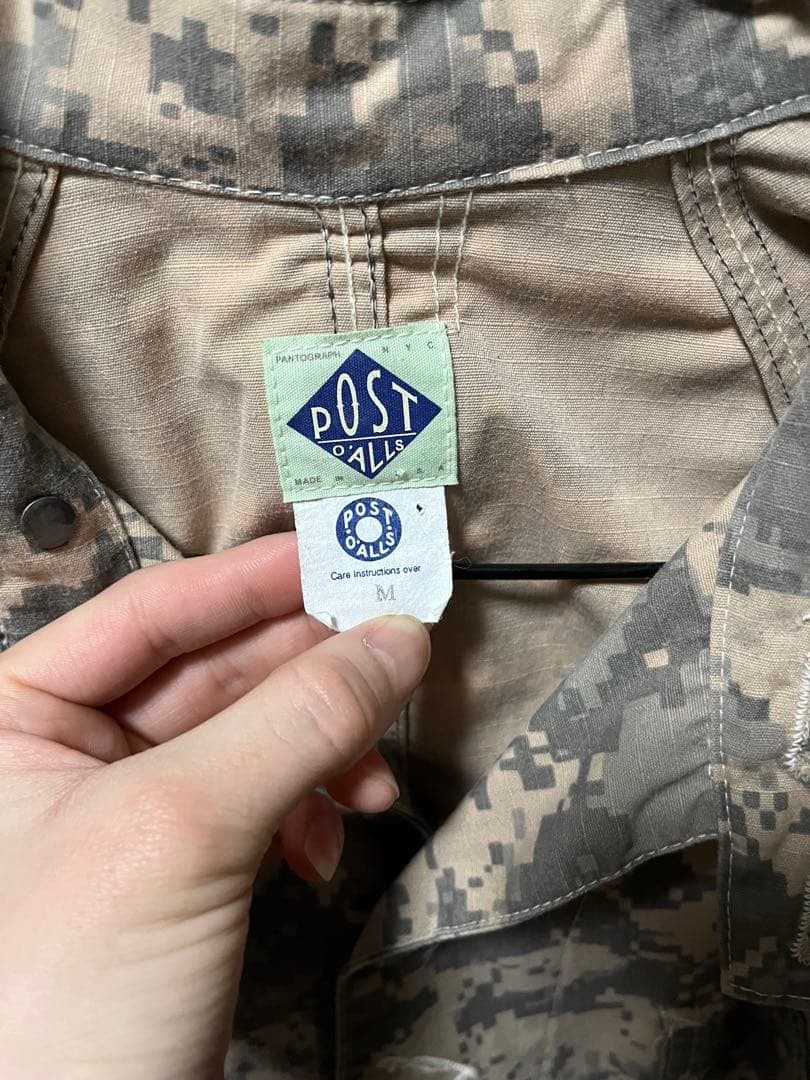 PANTOGRAPH N Y C
POST
O'ALLS
MADE IN U S A
POST
O'ALLS
Care Instructions over
M